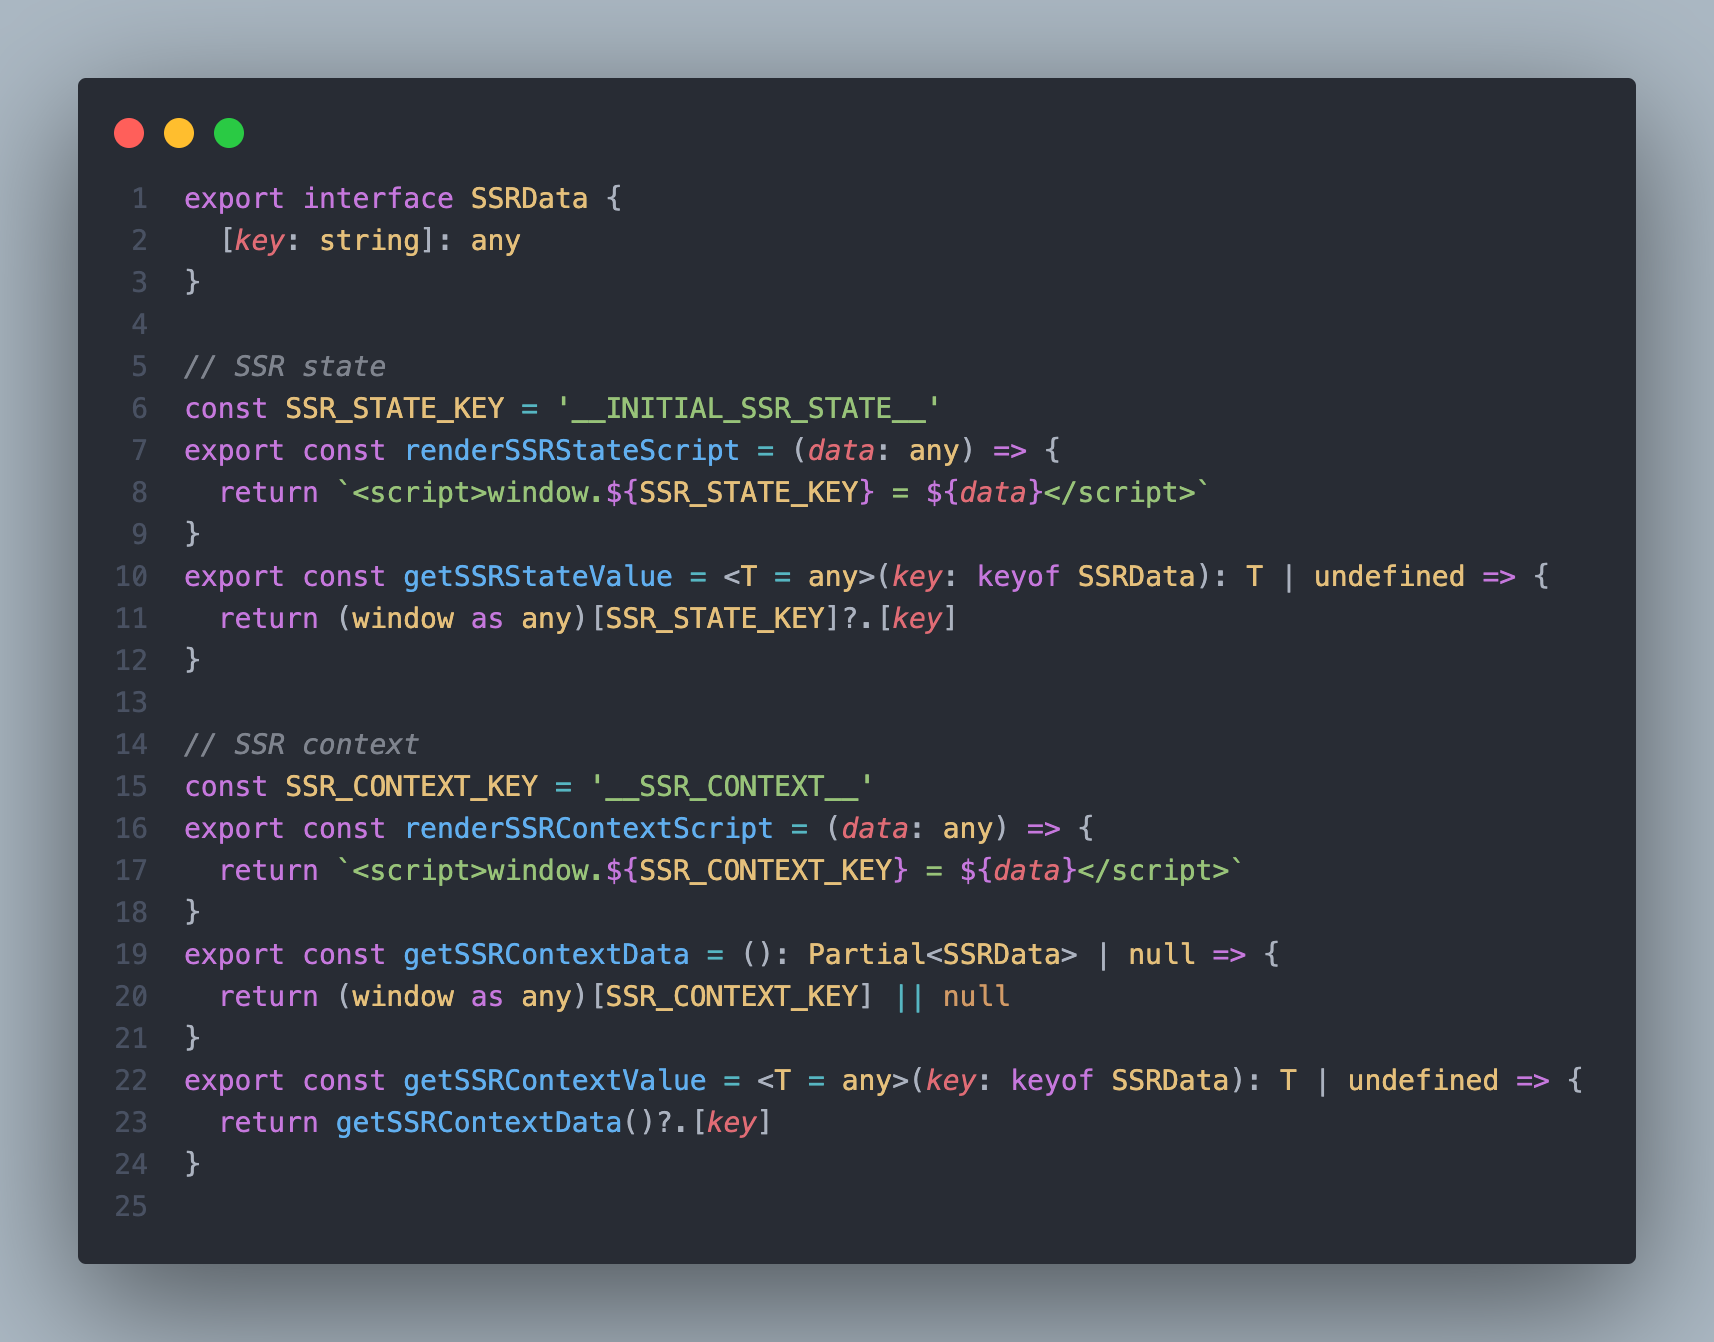 1 export interface SSRData {
2   [key: string]: any
3 }
4
5 // SSR state
6 const SSR_STATE_KEY = '__INITIAL_SSR_STATE__'
7 export const renderSSRStateScript = (data: any) => {
8   return `<script>window.${SSR_STATE_KEY} = ${data}</script>`
9 }
10 export const getSSRStateValue = <T = any>(key: keyof SSRData): T | undefined => {
11   return (window as any)[SSR_STATE_KEY]?.[key]
12 }
13
14 // SSR context
15 const SSR_CONTEXT_KEY = '__SSR_CONTEXT__'
16 export const renderSSRContextScript = (data: any) => {
17   return `<script>window.${SSR_CONTEXT_KEY} = ${data}</script>`
18 }
19 export const getSSRContextData = (): Partial<SSRData> | null => {
20   return (window as any)[SSR_CONTEXT_KEY] || null
21 }
22 export const getSSRContextValue = <T = any>(key: keyof SSRData): T | undefined => {
23   return getSSRContextData()?.[key]
24 }
25